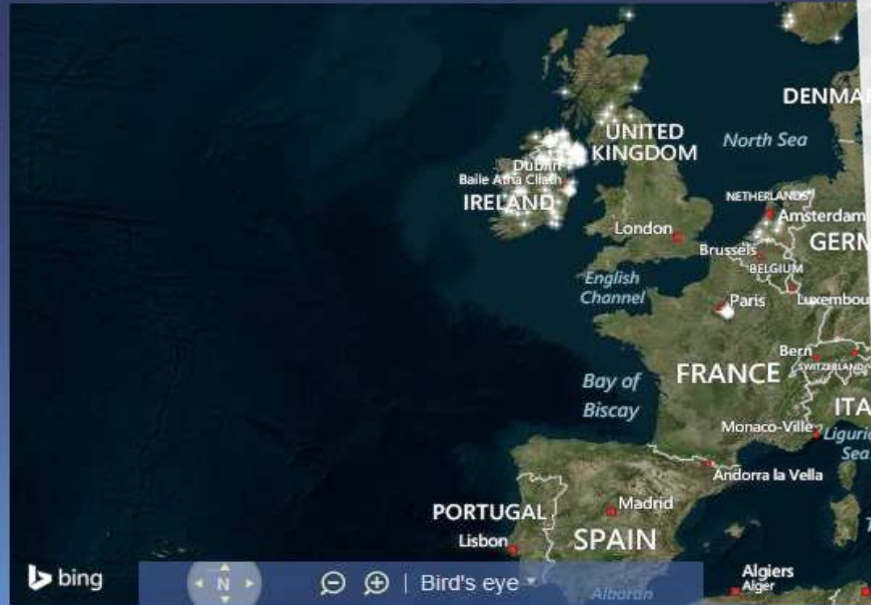 DENMA
North Sea
UNITED
KINGDOM
Dublin
Baile Átha Cliath
IRELAND
NETHERLANDS
Amsterdam
London
Brussels
GERM
BELGIUM
English
Channel
Paris
Luxembou
Bern
SWITZERLAND
FRANCE
Bay of
Biscay
ITA
Monaco-Ville
Liguria
Sea
Andorra la Vella
PORTUGAL
Madrid
Lisbon
SPAIN
T
bing
N
Bird's eye
Alboran
Algiers
Alger